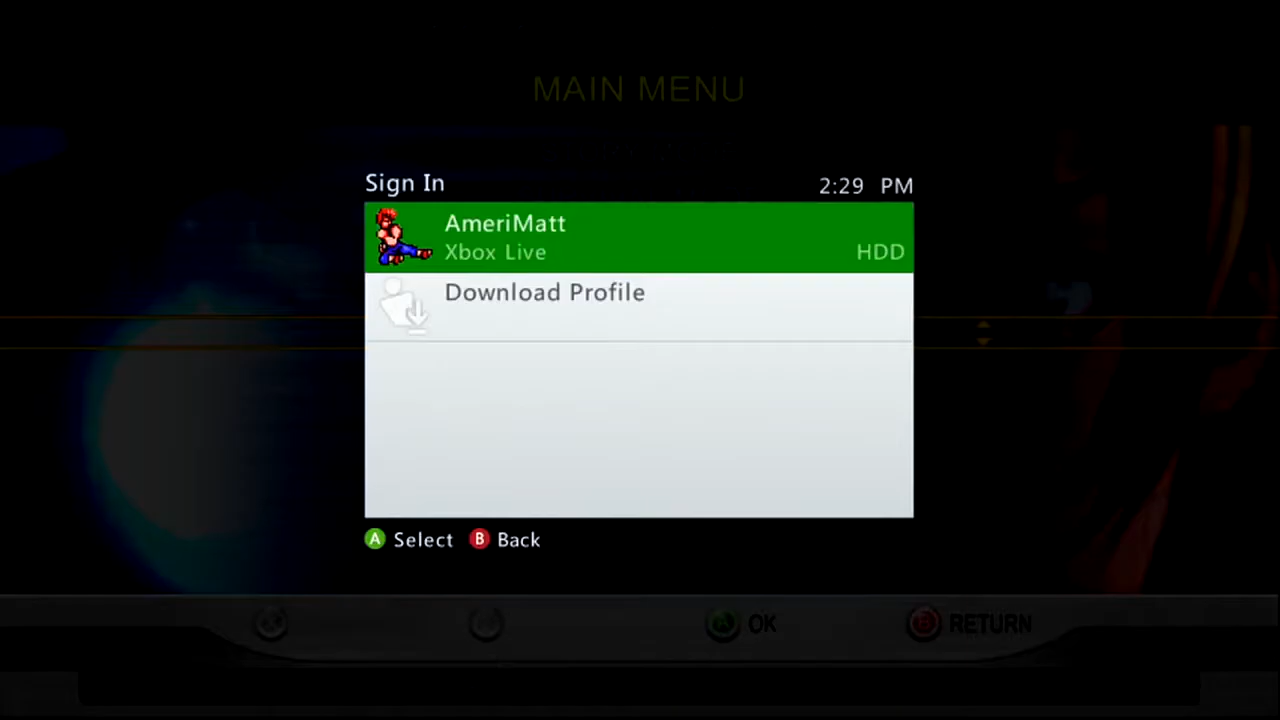 MAIN MENU
Sign In
2:29 PM
AmeriMatt
Xbox Live
HDD
Download Profile
A Select B Back
X Y A OK B RETURN